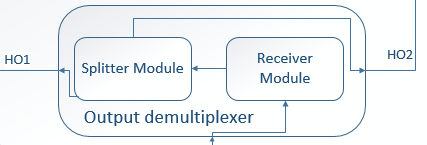 HO1
Splitter Module
Receiver
Module
HO2
Output demultiplexer